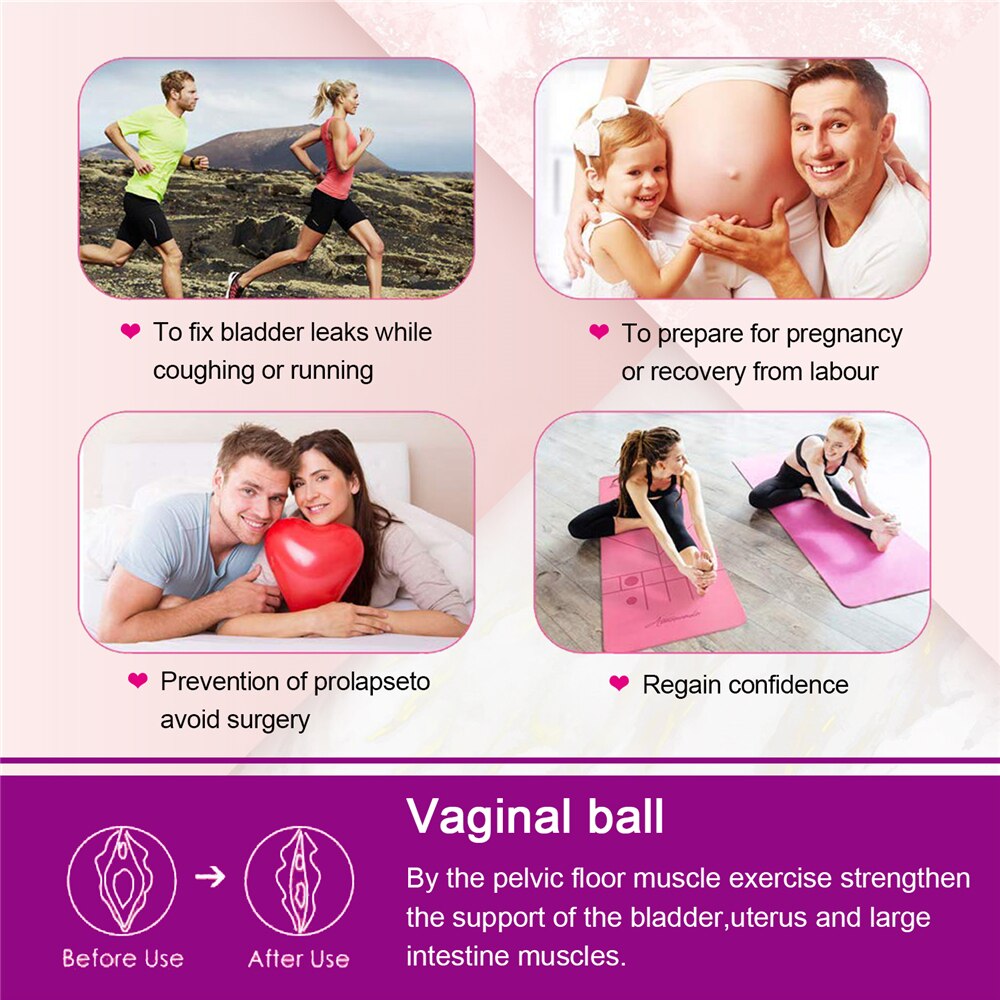 ❤ To fix bladder leaks while
coughing or running
❤ To prepare for pregnancy
or recovery from labour
❤ Prevention of prolapseto
avoid surgery
❤ Regain confidence
Vaginal ball
By the pelvic floor muscle exercise strengthen
the support of the bladder,uterus and large
intestine muscles.
Before Use
After Use